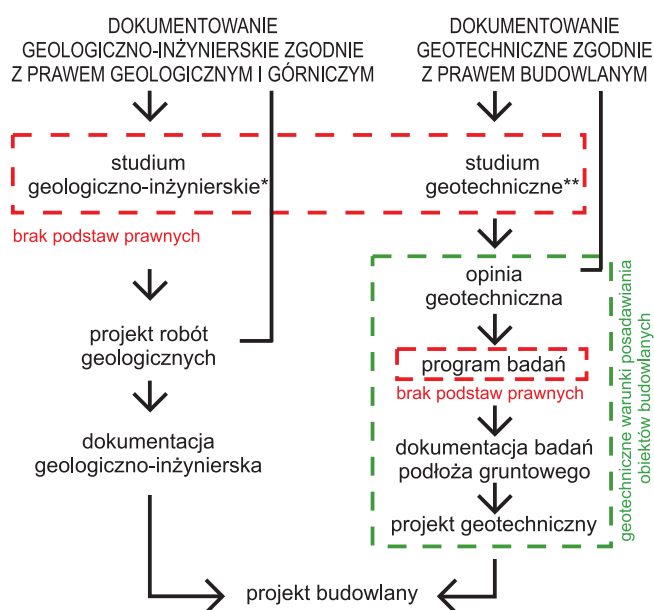 DOKUMENTOWANIE
GEOLOGICZNO-INŻYNIERSKIE ZGODNIE
Z PRAWEM GEOLOGICZNYM I GÓRNICZYM
studium
geologiczno-inżynierskie*
brak podstaw prawnych
projekt robót
geologicznych
dokumentacja
geologiczno-inżynierska
DOKUMENTOWANIE
GEOTECHNICZNE ZGODNIE
Z PRAWEM BUDOWLANYM
studium
geotechniczne**
opinia
geotechniczna
program badań
brak podstaw prawnych
dokumentacja badań
podłoża gruntowego
projekt geotechniczny
geotechniczne warunki posadawiania
obiektów budowlanych
projekt budowlany